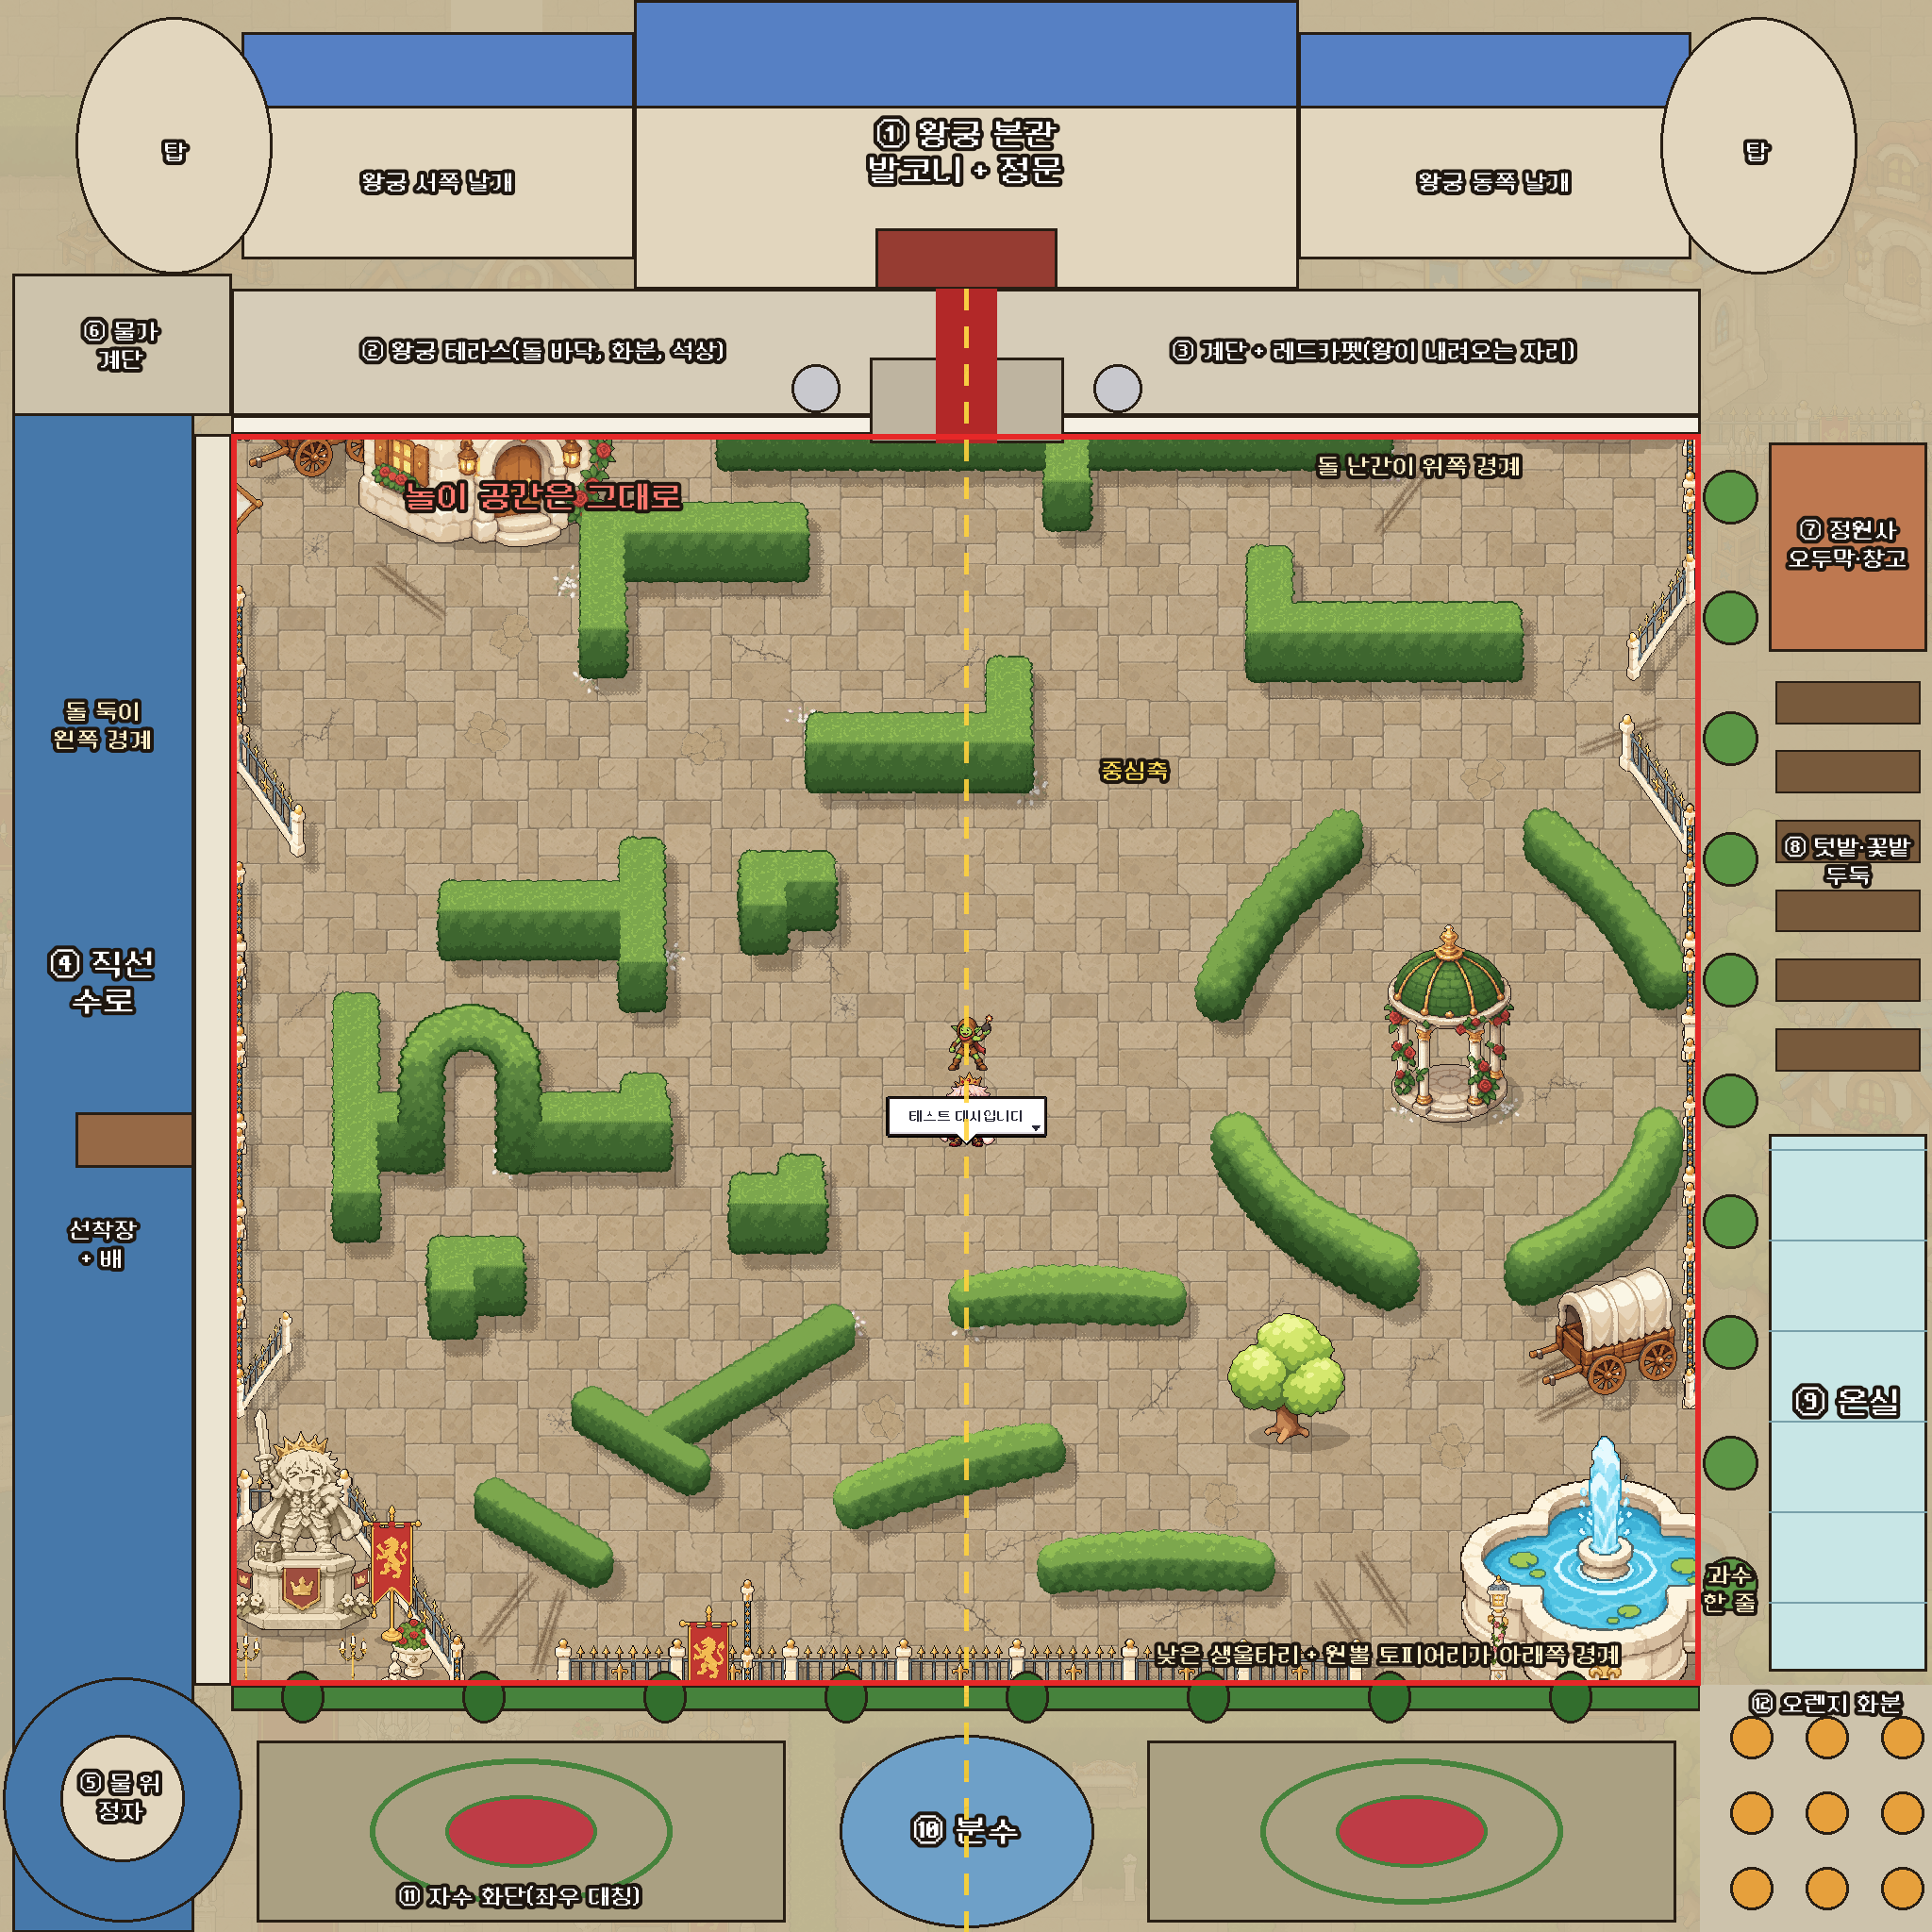 ① 왕궁 본관
발코니 + 정문
탑
왕궁 서쪽 날개
왕궁 동쪽 날개
탑
⑥ 물가
계단
② 왕궁 테라스(돌 바닥, 화분, 석상)
③ 계단 + 레드카펫(왕이 내려오는 자리)
돌 난간이 위쪽 경계
놀이 공간은 그대로
⑦ 정원사
오두막·창고
돌 둑이
왼쪽 경계
중심축
⑧ 텃밭·꽃밭
두둑
④ 직선
수로
테스트 대시입니다
선착장
+ 배
⑨ 온실
과수
한 줄
낮은 생울타리 + 원뿔 토피어리가 아래쪽 경계
⑫ 오렌지 화분
⑤ 물 위
정자
⑩ 분수
⑪ 자수 화단(좌우 대칭)